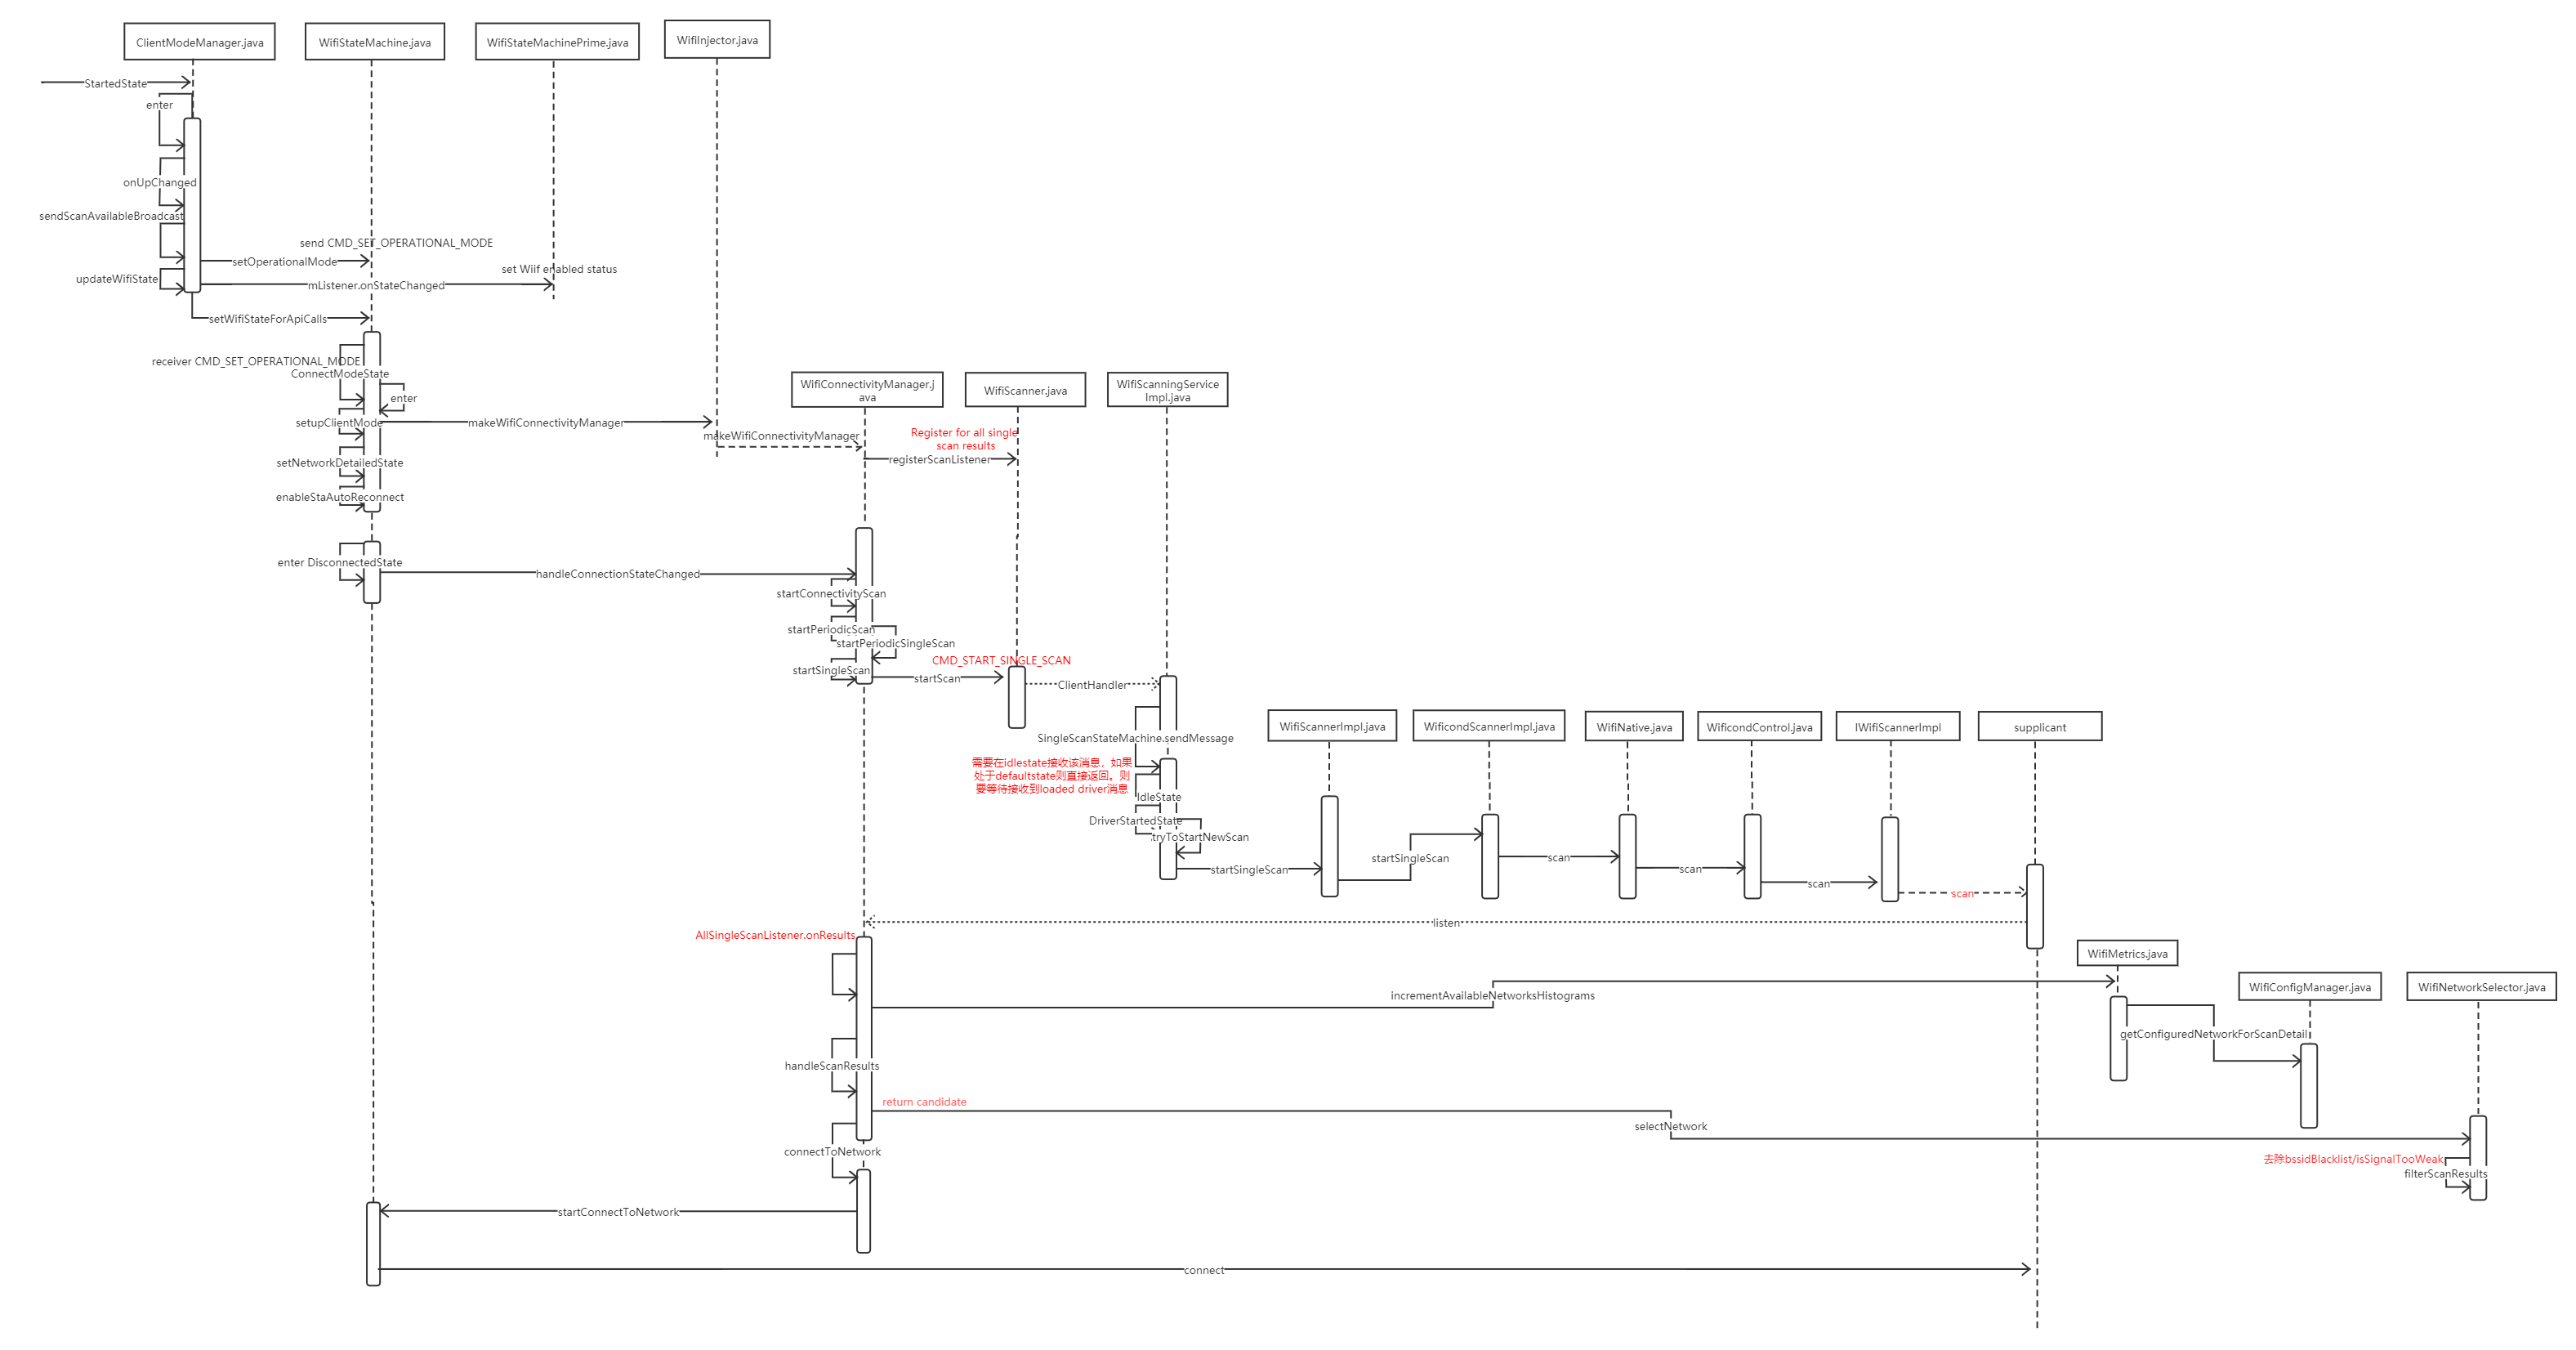 ClientModeManager.java
WifiStateMachine.java
WifiStateMachinePrime.java
WifiInjector.java
StartedState
enter
onUpChanged
sendScanAvailableBroadcast
send CMD_SET_OPERATIONAL_MODE
setOperationalMode
set Wiif enabled status
updateWifiState
mListener.onStateChanged
setWifiStateForApiCalls
receiver CMD_SET_OPERATIONAL_MODE
ConnectModeState
enter
setupClientMode
makeWifiConnectivityManager
setNetworkDetailedState
enableStaAutoReconnect
WifiConnectivityManager.j
ava
WifiScanner.java
WifiScanningService
Impl.java
makeWifiConnectivityManager
Register for all single
scan results
registerScanListener
enter DisconnectedState
handleConnectionStateChanged
startConnectivityScan
startPeriodicScan
startPeriodicSingleScan
startSingleScan
CMD_START_SINGLE_SCAN
startScan
ClientHandler
SingleScanStateMachine.sendMessage
需要在idlestate接收该消息，如果
处于defaultstate则直接返回。则
要等待接收到loaded driver消息
IdleState
DriverStartedState
tryToStartNewScan
WifiScannerImpl.java
WificondScannerImpl.java
WifiNative.java
WificondControl.java
IWifiScannerImpl
supplicant
startSingleScan
startSingleScan
scan
scan
scan
scan
listen
AllSingleScanListener.onResults
WifiMetrics.java
WifiConfigManager.java
WifiNetworkSelector.java
incrementAvailableNetworksHistograms
getConfiguredNetworkForScanDetail
handleScanResults
return candidate
selectNetwork
connectToNetwork
去除bssidBlacklist/isSignalTooWeak
filterScanResults
startConnectToNetwork
connect